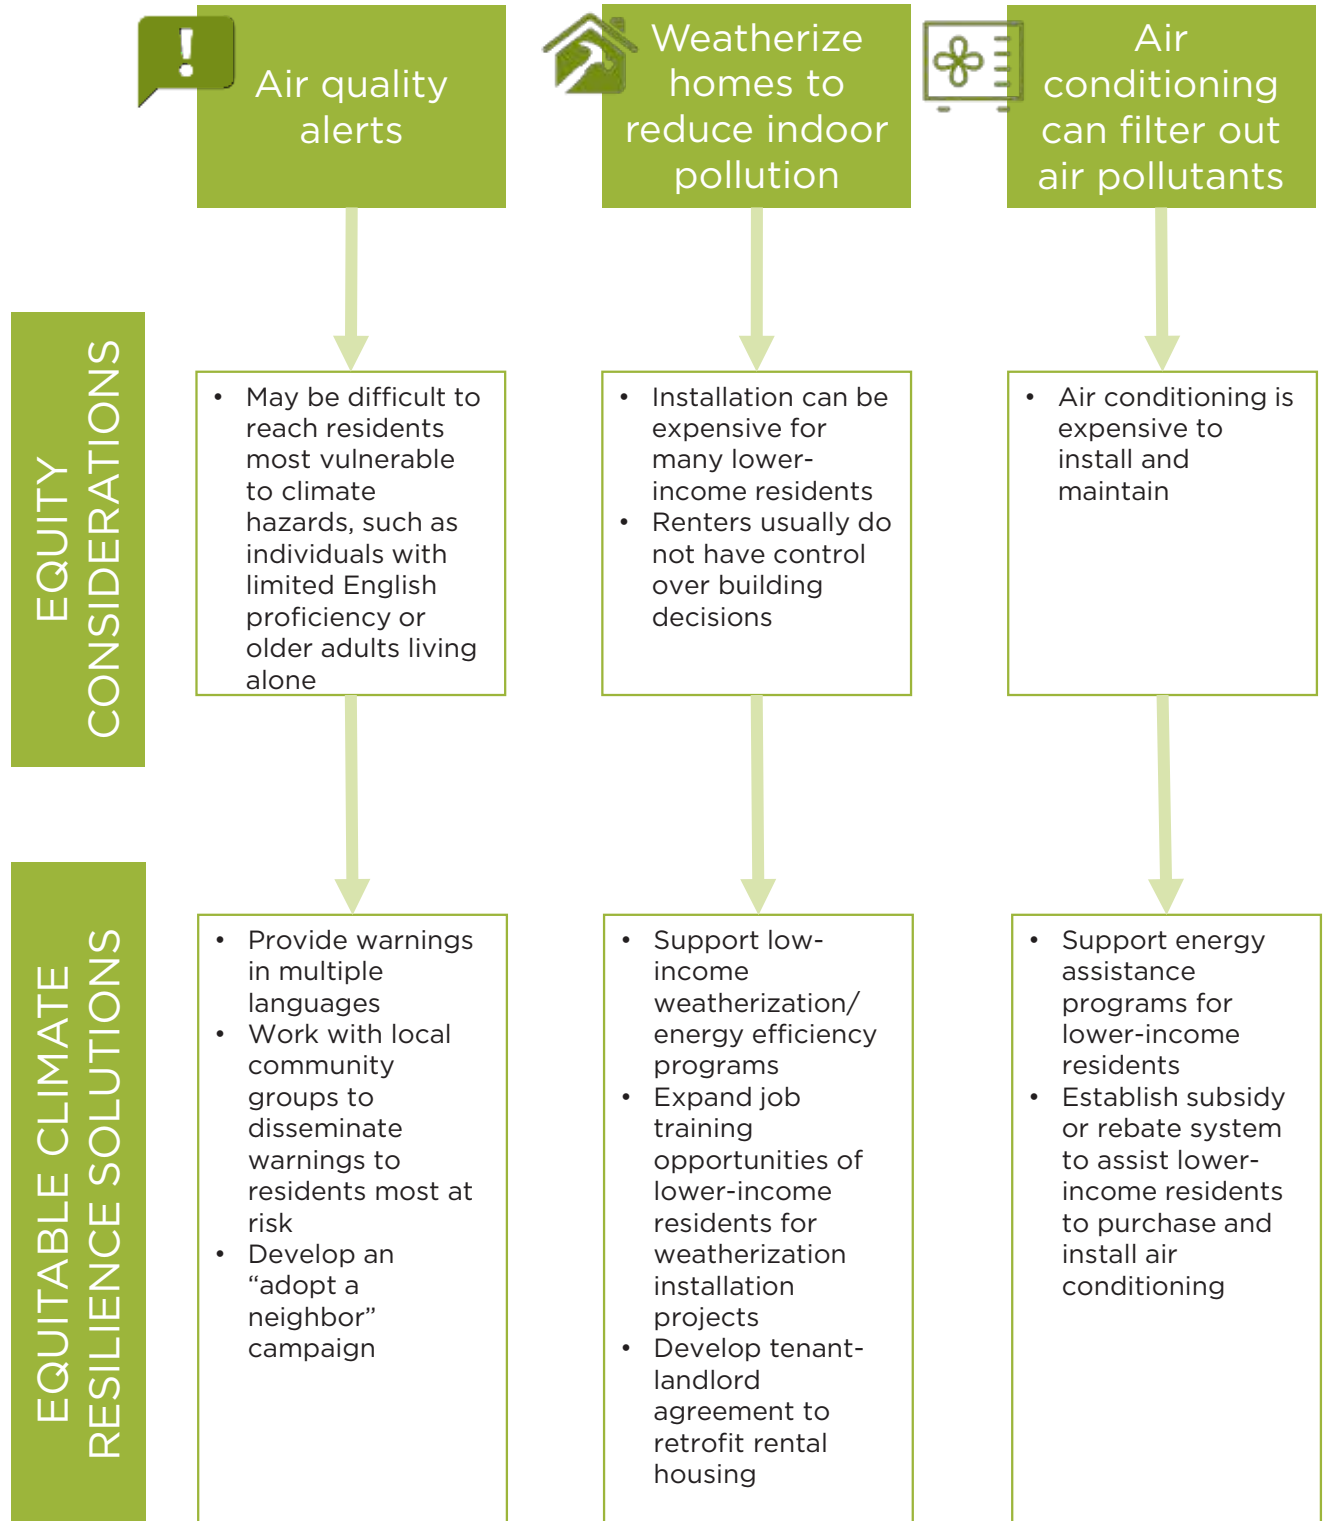 !
Air quality
alerts
Weatherize
homes to
reduce indoor
pollution
Air
conditioning
can filter out
air pollutants
EQUITY
CONSIDERATIONS
• May be difficult to
reach residents
most vulnerable
to climate
hazards, such as
individuals with
limited English
proficiency or
older adults living
alone
• Installation can be
expensive for
many lower-
income residents
• Renters usually do
not have control
over building
decisions
• Air conditioning is
expensive to
install and
maintain
EQUITABLE CLIMATE
RESILIENCE SOLUTIONS
• Provide warnings
in multiple
languages
• Work with local
community
groups to
disseminate
warnings to
residents most at
risk
• Develop an
“adopt a
neighbor”
campaign
• Support low-
income
weatherization/
energy efficiency
programs
• Expand job
training
opportunities of
lower-income
residents for
weatherization
installation
projects
• Develop tenant-
landlord
agreement to
retrofit rental
housing
• Support energy
assistance
programs for
lower-income
residents
• Establish subsidy
or rebate system
to assist lower-
income residents
to purchase and
install air
conditioning